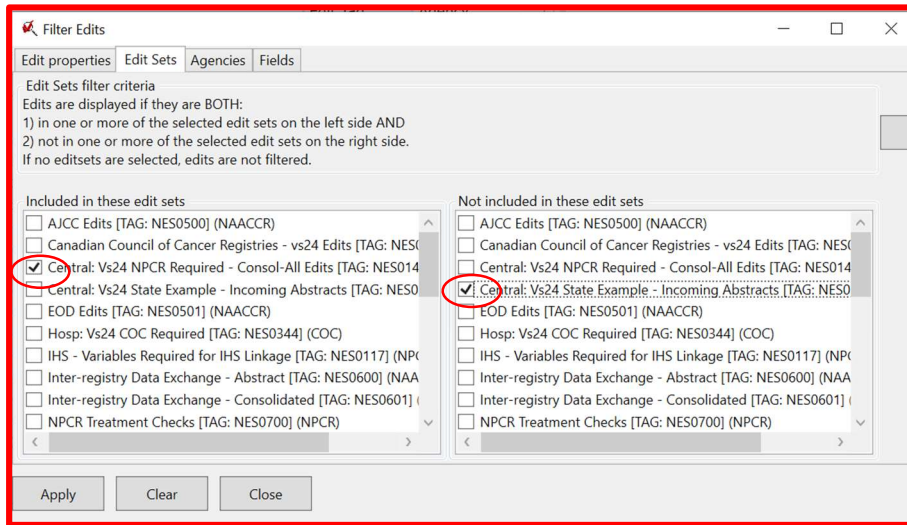 Filter Edits
Edit properties Edit Sets Agencies Fields
Edit Sets filter criteria
Edits are displayed if they are BOTH:
1) in one or more of the selected edit sets on the left side AND
2) not in one or more of the selected edit sets on the right side.
If no editsets are selected, edits are not filtered.
Included in these edit sets
AJCC Edits [TAG: NES0500] (NAACCR)
Canadian Council of Cancer Registries - vs24 Edits [TAG: NES(
Central: Vs24 NPCR Required - Consol-All Edits [TAG: NES014
Central: Vs24 State Example - Incoming Abstracts [TAG: NES0
EOD Edits [TAG: NES0501] (NAACCR)
Hosp: Vs24 COC Required [TAG: NES0344] (COC)
IHS - Variables Required for IHS Linkage [TAG: NES0117] (NP(
Inter-registry Data Exchange - Abstract [TAG: NES0600] (NAA
Inter-registry Data Exchange - Consolidated [TAG: NES0601] (
NPCR Treatment Checks [TAG: NES0700] (NPCR)
Not included in these edit sets
AJCC Edits [TAG: NES0500] (NAACCR)
Canadian Council of Cancer Registries - vs24 Edits [TAG: NES(
Central: Vs24 NPCR Required - Consol-All Edits [TAG: NES014
Central: Vs24 State Example - Incoming Abstracts [TAG: NES0
EOD Edits [TAG: NES0501] (NAACCR)
Hosp: Vs24 COC Required [TAG: NES0344] (COC)
IHS - Variables Required for IHS Linkage [TAG: NES0117] (NP(
Inter-registry Data Exchange - Abstract [TAG: NES0600] (NAA
Inter-registry Data Exchange - Consolidated [TAG: NES0601] (
NPCR Treatment Checks [TAG: NES0700] (NPCR)
Apply Clear Close